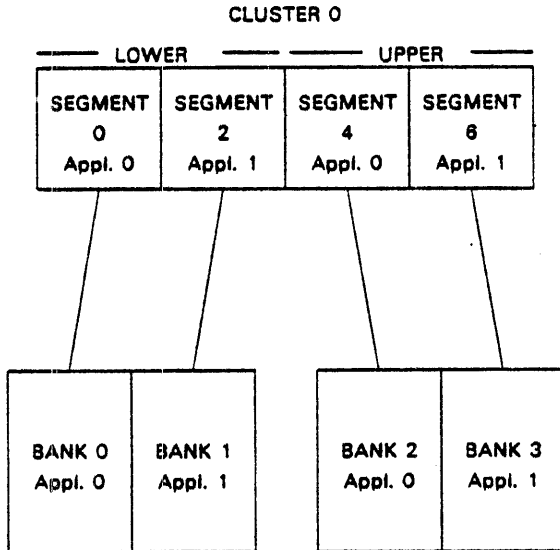 CLUSTER 0
LOWER UPPER
SEGMENT 0 Appl. 0
SEGMENT 2 Appl. 1
SEGMENT 4 Appl. 0
SEGMENT 6 Appl. 1
BANK 0 Appl. 0
BANK 1 Appl. 1
BANK 2 Appl. 0
BANK 3 Appl. 1